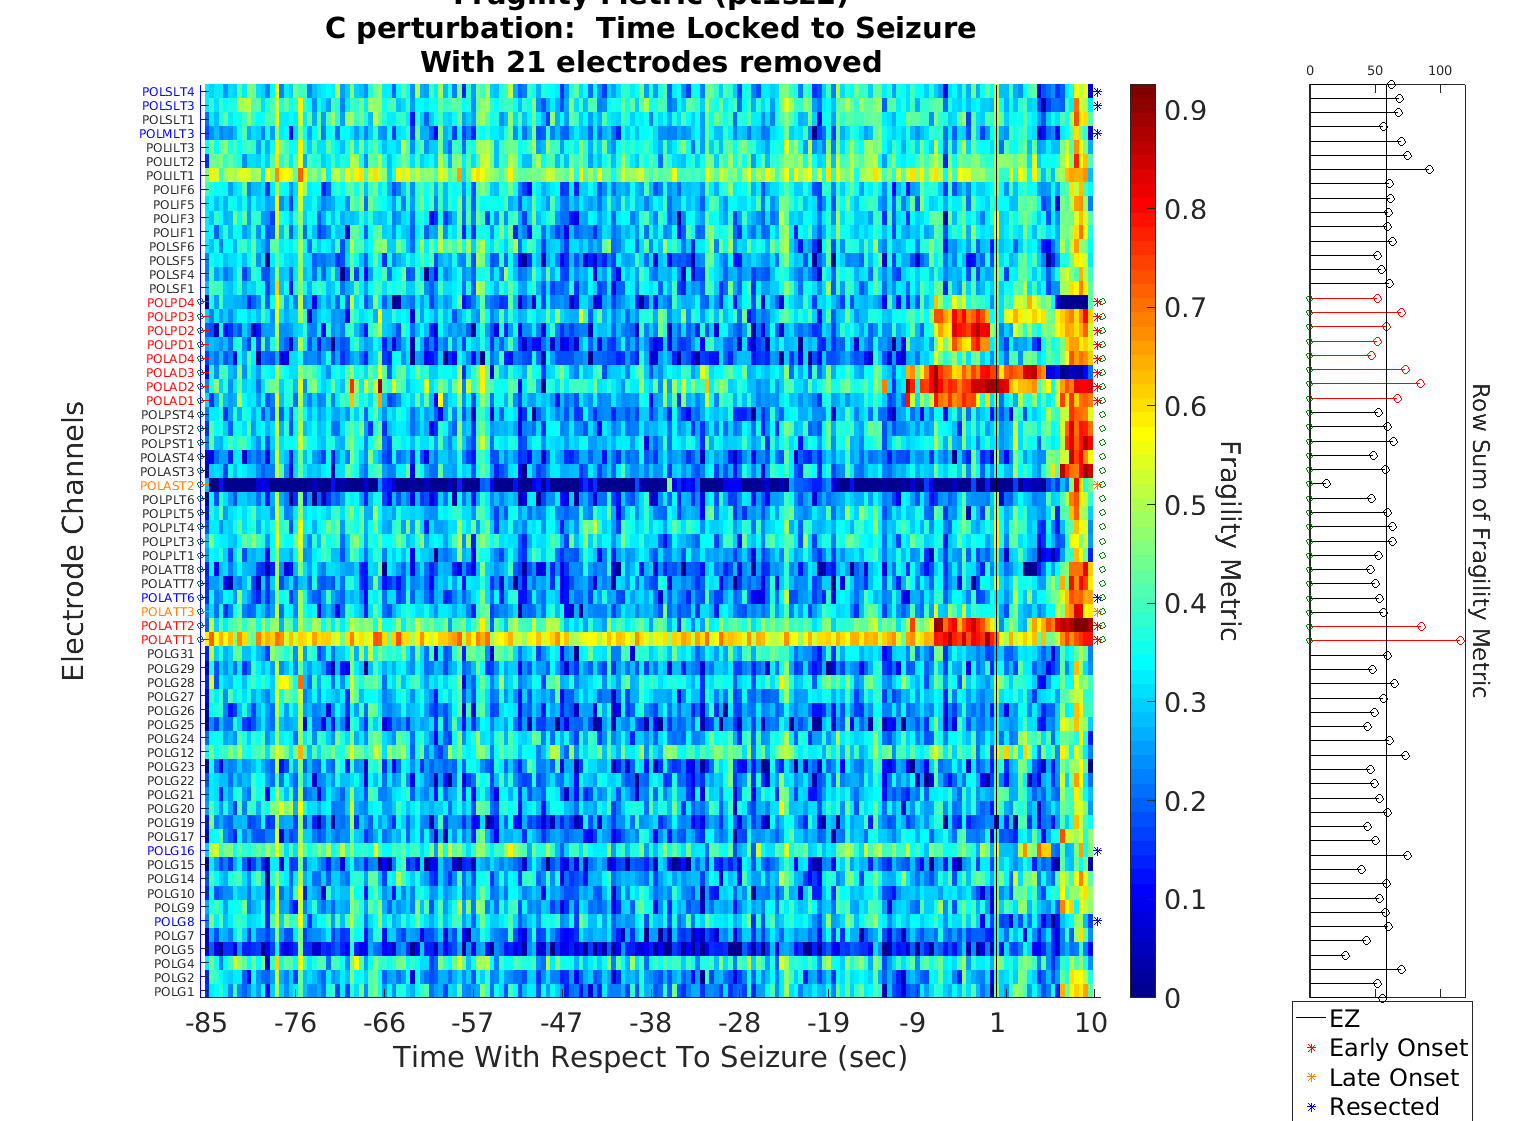 Fragility Metric (pt1sz2)
C perturbation:  Time Locked to Seizure
With 21 electrodes removed
Electrode Channels
POLSLT4
POLSLT3
POLSLT1
POLMLT3
POLILT3
POLILT2
POLILT1
POLIF6
POLIF5
POLIF3
POLIF1
POLSF6
POLSF5
POLSF4
POLSF1
POLPD4
POLPD3
POLPD2
POLPD1
POLAD4
POLAD3
POLAD2
POLAD1
POLPST4
POLPST2
POLPST1
POLAST4
POLAST3
POLAST2
POLPLT6
POLPLT5
POLPLT4
POLPLT3
POLPLT1
POLATT8
POLATT7
POLATT6
POLATT3
POLATT2
POLATT1
POLG31
POLG29
POLG28
POLG27
POLG26
POLG25
POLG24
POLG12
POLG23
POLG22
POLG21
POLG20
POLG19
POLG17
POLG16
POLG15
POLG14
POLG10
POLG9
POLG8
POLG7
POLG5
POLG4
POLG2
POLG1
-85 -76 -66 -57 -47 -38 -28 -19 -9 1 10
Time With Respect To Seizure (sec)
0.9
0.8
0.7
0.6
0.5
0.4
0.3
0.2
0.1
0
Fragility Metric
0 50 100
Row Sum of Fragility Metric
EZ
Early Onset
Late Onset
Resected